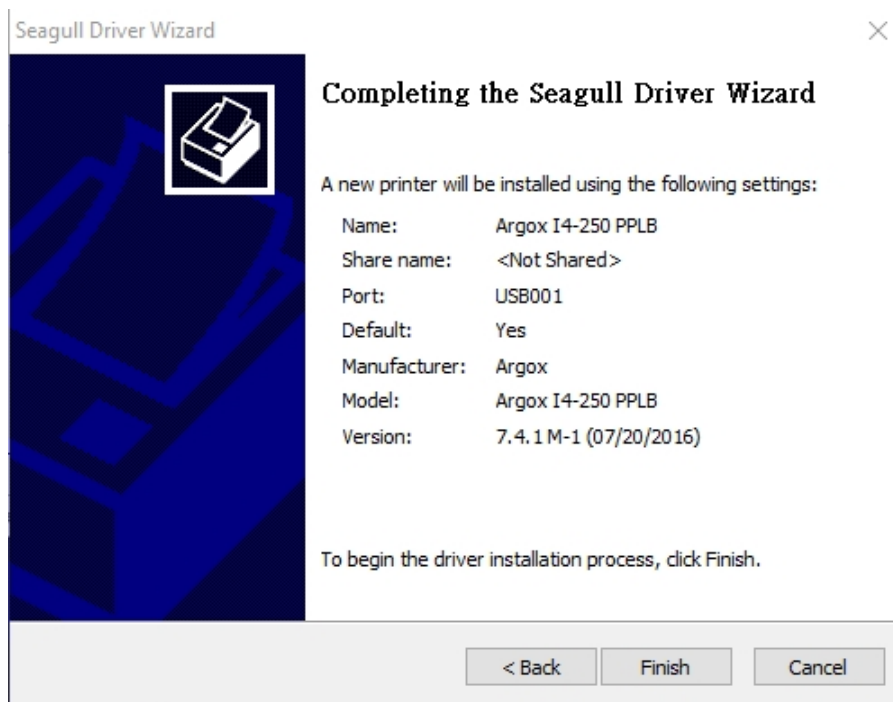 Seagull Driver Wizard
Completing the Seagull Driver Wizard
A new printer will be installed using the following settings:
Name: Argox I4-250 PPLB
Share name: <Not Shared>
Port: USB001
Default: Yes
Manufacturer: Argox
Model: Argox I4-250 PPLB
Version: 7.4.1 M-1 (07/20/2016)
To begin the driver installation process, click Finish.
< Back Finish Cancel